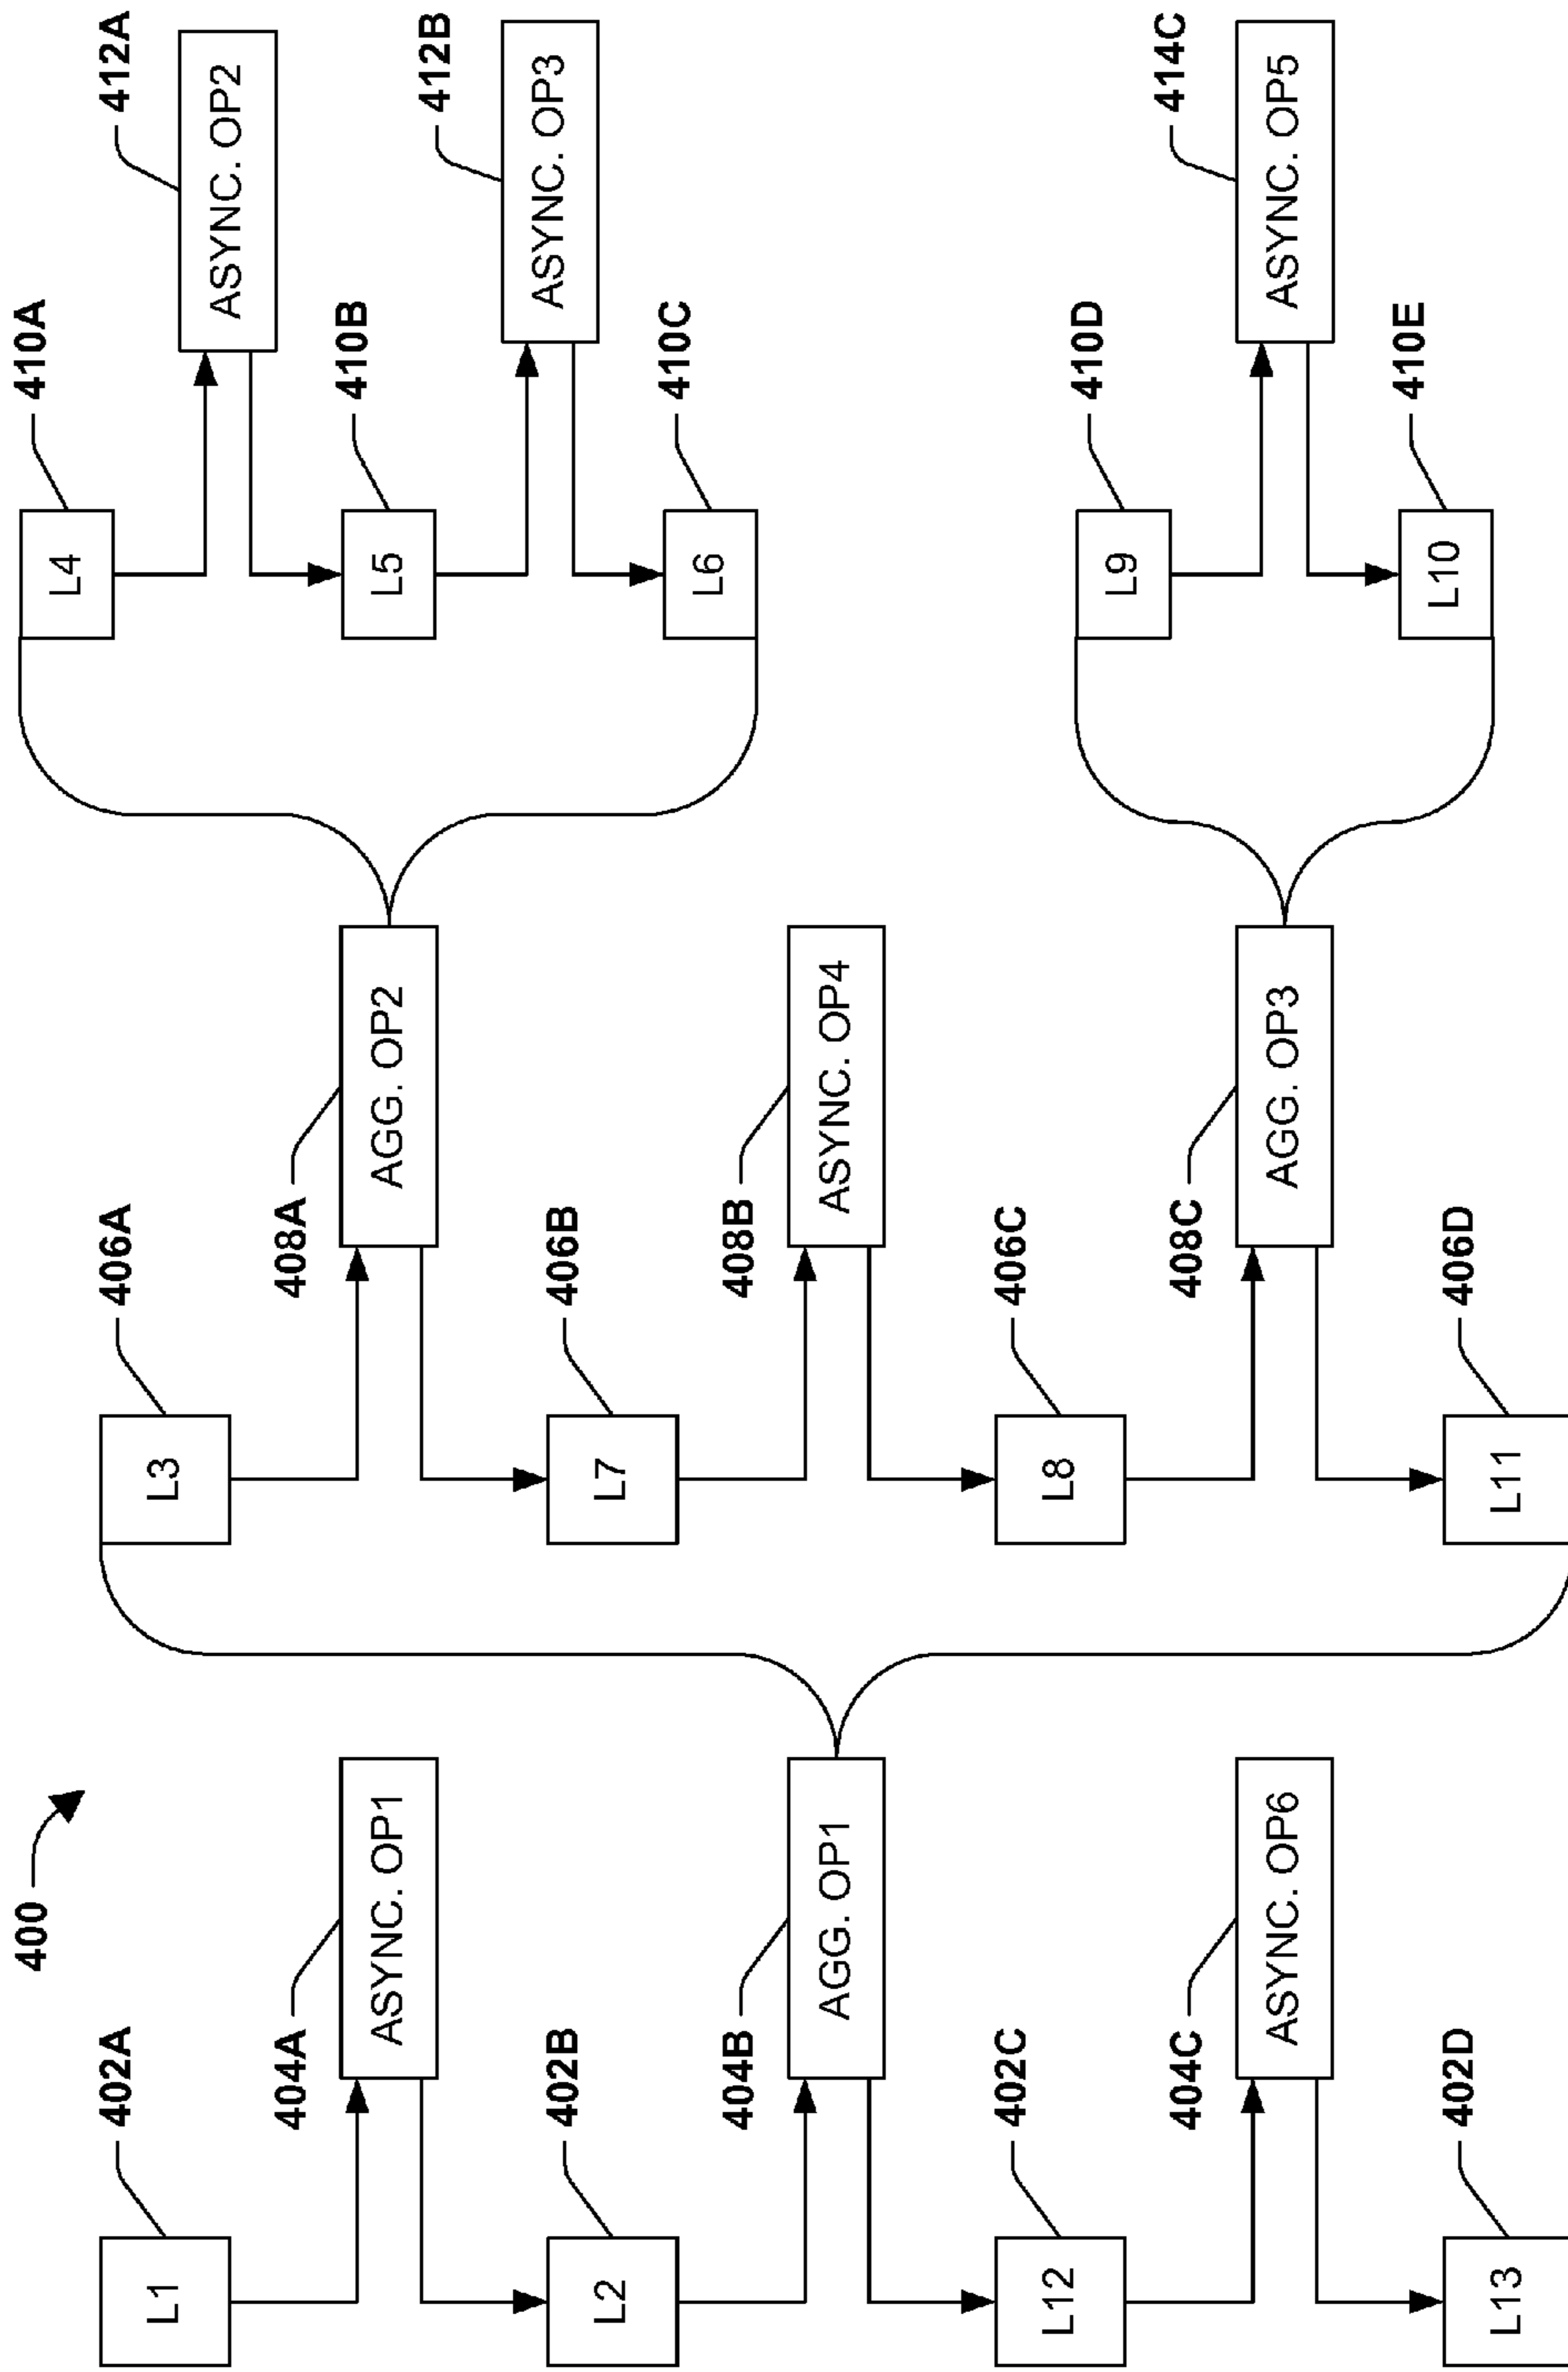 400
402A
L1
404A
ASYNC. OP1
402B
L2
404B
AGG. OP1
402C
L12
404C
ASYNC. OP6
402D
L13
406A
L3
408A
AGG. OP2
406B
L7
408B
ASYNC. OP4
406C
L8
408C
AGG. OP3
406D
L11
410A
L4
412A
ASYNC. OP2
410B
L5
412B
ASYNC. OP3
410C
L6
410D
L9
414C
ASYNC. OP5
410E
L10